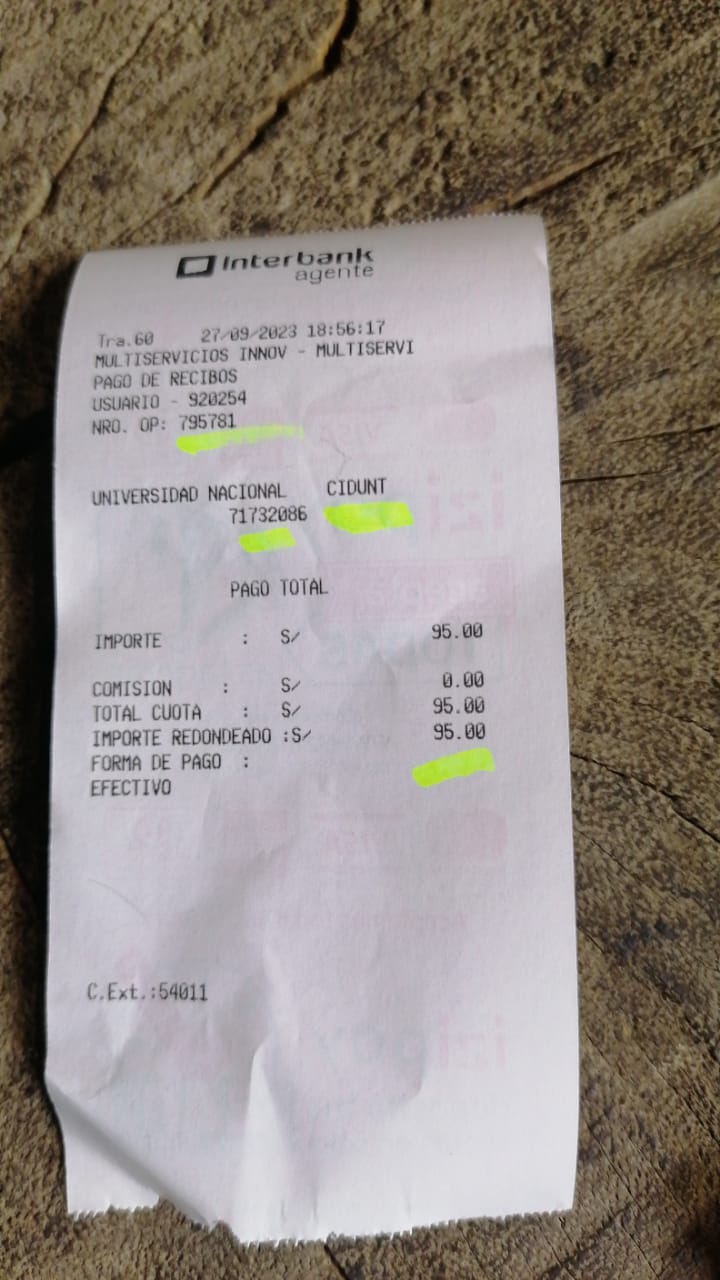 Interbank
agente
Tra.60 27/09/2023 18:56:17
MULTISERVICIOS INNOV - MULTISERVI
PAGO DE RECIBOS
USUARIO - 920254
NRO. OP: 795781
UNIVERSIDAD NACIONAL CIDUNT
71732086
PAGO TOTAL
IMPORTE : S/ 95.00
COMISION : S/ 0.00
TOTAL CUOTA : S/ 95.00
IMPORTE REDONDEADO :S/ 95.00
FORMA DE PAGO :
EFECTIVO
C.Ext.:54011